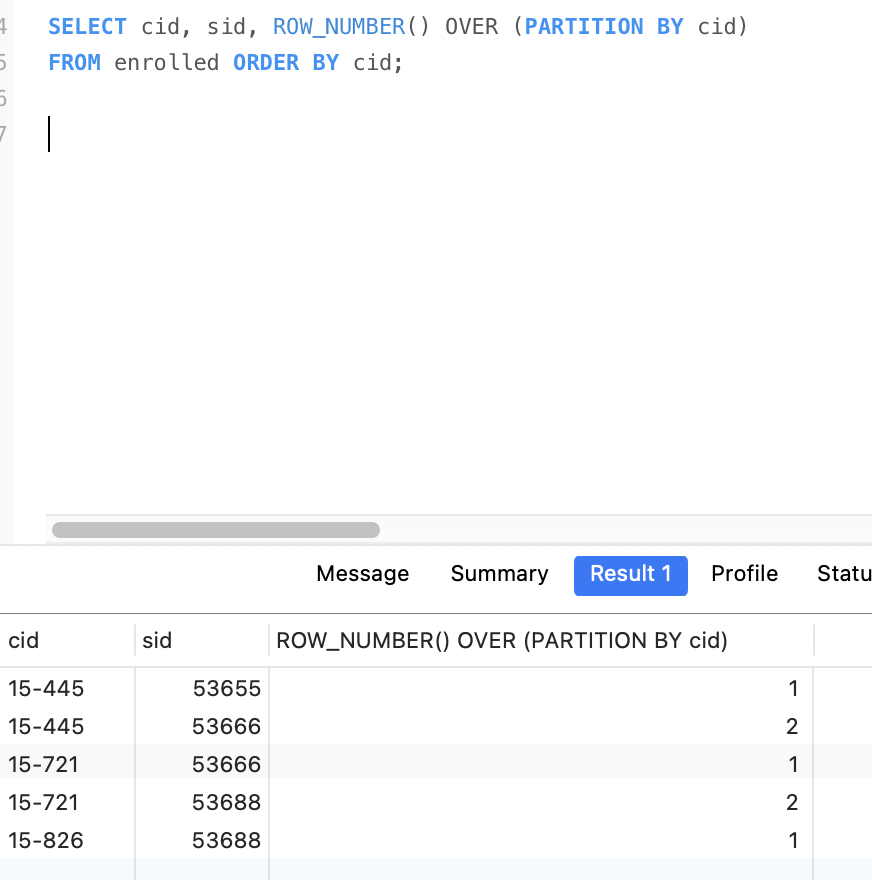 4 SELECT cid, sid, ROW_NUMBER() OVER (PARTITION BY cid)
5 FROM enrolled ORDER BY cid;
6
7
Message Summary Result 1 Profile Statu
cid sid ROW_NUMBER() OVER (PARTITION BY cid)
15-445 53655 1
15-445 53666 2
15-721 53666 1
15-721 53688 2
15-826 53688 1